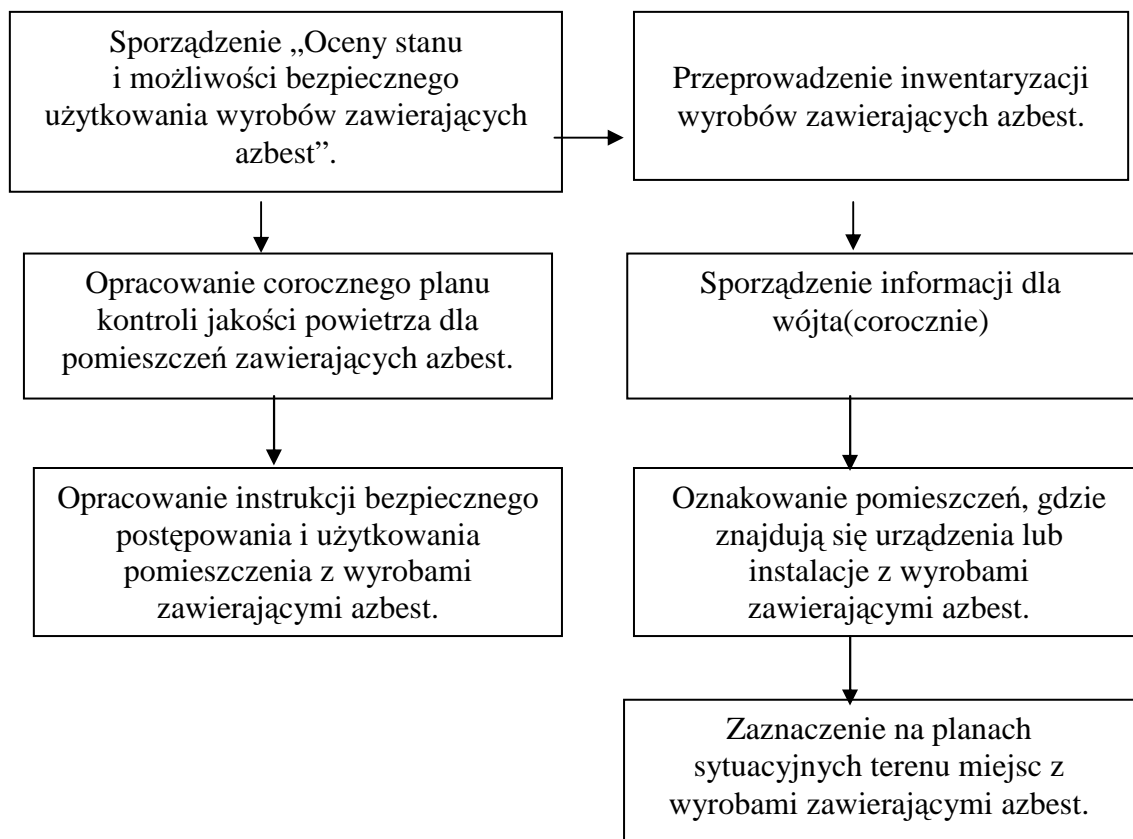 Sporządzenie „Oceny stanu
i możliwości bezpiecznego
użytkowania wyrobów zawierających
azbest”.
Przeprowadzenie inwentaryzacji
wyrobów zawierających azbest.
Opracowanie corocznego planu
kontroli jakości powietrza dla
pomieszczeń zawierających azbest.
Sporządzenie informacji dla
wójta(corocznie)
Opracowanie instrukcji bezpiecznego
postępowania i użytkowania
pomieszczenia z wyrobami
zawierającymi azbest.
Oznakowanie pomieszczeń, gdzie
znajdują się urządzenia lub
instalacje z wyrobami
zawierającymi azbest.
Zaznaczenie na planach
sytuacyjnych terenu miejsc z
wyrobami zawierającymi azbest.